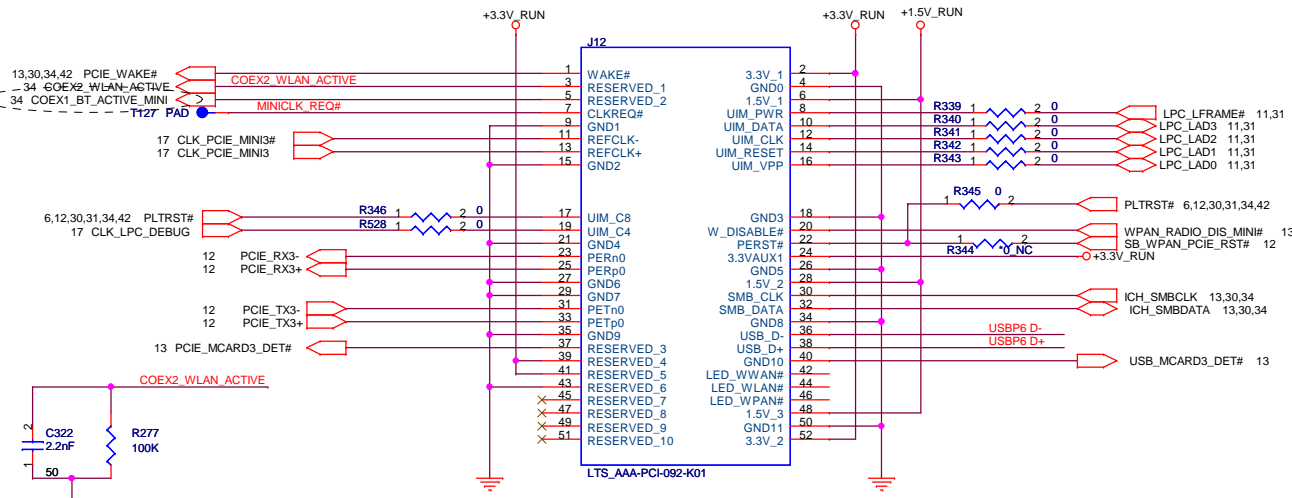 +3.3V_RUN +3.3V_RUN +1.5V_RUN
J12
13,30,34,42 PCIE_WAKE# 1 WAKE# 3.3V_1 2
34 COEX2_WLAN_ACTIVE COEX2_WLAN_ACTIVE 3 RESERVED_1 GND0 4
34 COEX1_BT_ACTIVE_MINI 5 RESERVED_2 1.5V_1 6
T127 PAD MINICLK_REQ# 7 CLKREQ# UIM_PWR 8 R339 1 2 0 LPC_LFRAME# 11,31
9 GND1 UIM_DATA 10 R340 1 2 0 LPC_LAD3 11,31
17 CLK_PCIE_MINI3# 11 REFCLK- UIM_CLK 12 R341 1 2 0 LPC_LAD2 11,31
17 CLK_PCIE_MINI3 13 REFCLK+ UIM_RESET 14 R342 1 2 0 LPC_LAD1 11,31
15 GND2 UIM_VPP 16 R343 1 2 0 LPC_LAD0 11,31
6,12,30,31,34,42 PLTRST# R346 1 2 0 17 UIM_C8 GND3 18 R345 0 1 2 PLTRST# 6,12,30,31,34,42
17 CLK_LPC_DEBUG R528 1 2 0 19 UIM_C4 W_DISABLE# 20 WPAN_RADIO_DIS_MINI# 13
21 GND4 PERST# 22 R344 1 2 *0_NC SB_WPAN_PCIE_RST# 12
12 PCIE_RX3- 23 PERn0 3.3VAUX1 24 +3.3V_RUN
12 PCIE_RX3+ 25 PERp0 GND5 26
27 GND6 1.5V_2 28
29 GND7 SMB_CLK 30 ICH_SMBCLK 13,30,34
12 PCIE_TX3- 31 PETn0 SMB_DATA 32 ICH_SMBDATA 13,30,34
12 PCIE_TX3+ 33 PETp0 GND8 34
35 GND9 USB_D- 36 USBP6 D-
13 PCIE_MCARD3_DET# 37 RESERVED_3 USB_D+ 38 USBP6 D+
39 RESERVED_4 GND10 40 USB_MCARD3_DET# 13
41 RESERVED_5 LED_WWAN# 42
43 RESERVED_6 LED_WLAN# 44
45 RESERVED_7 LED_WPAN# 46
47 RESERVED_8 1.5V_3 48
49 RESERVED_9 GND11 50
51 RESERVED_10 3.3V_2 52
LTS_AAA-PCI-092-K01
COEX2_WLAN_ACTIVE
2 C322 R277
2.2nF 100K
1 50